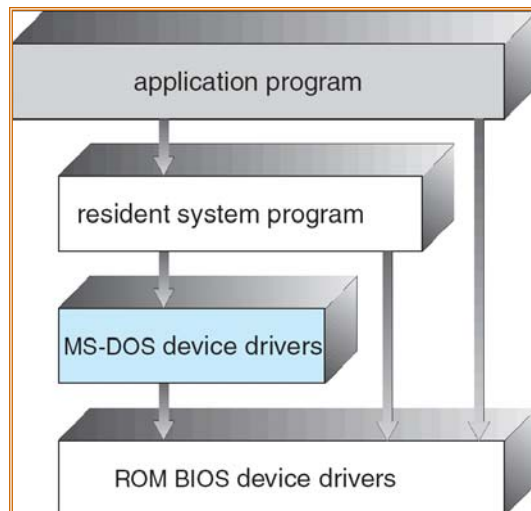 application program
resident system program
MS-DOS device drivers
ROM BIOS device drivers